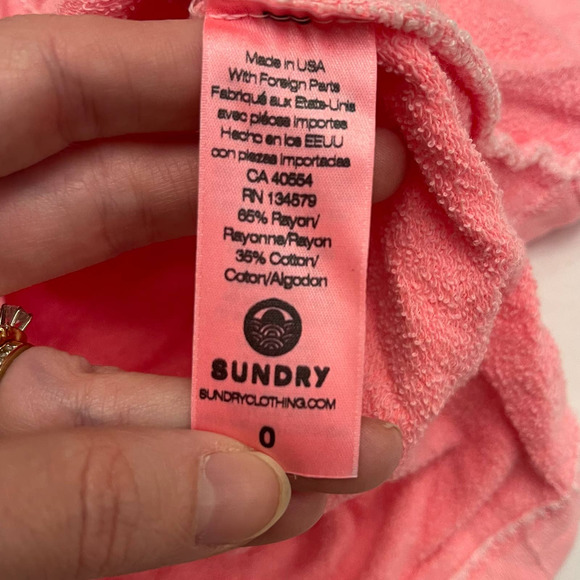 Made in USA
With Foreign Parts
Fabriqué aux Etats-Unis
avec pièces importes
Hecho en los EEUU
con piezas importadas
CA 40554
RN 134579
65% Rayon/
Rayonne/Rayon
35% Cotton/
Coton/Algodon
SUNDRY
SUNDRYCLOTHING.COM
0